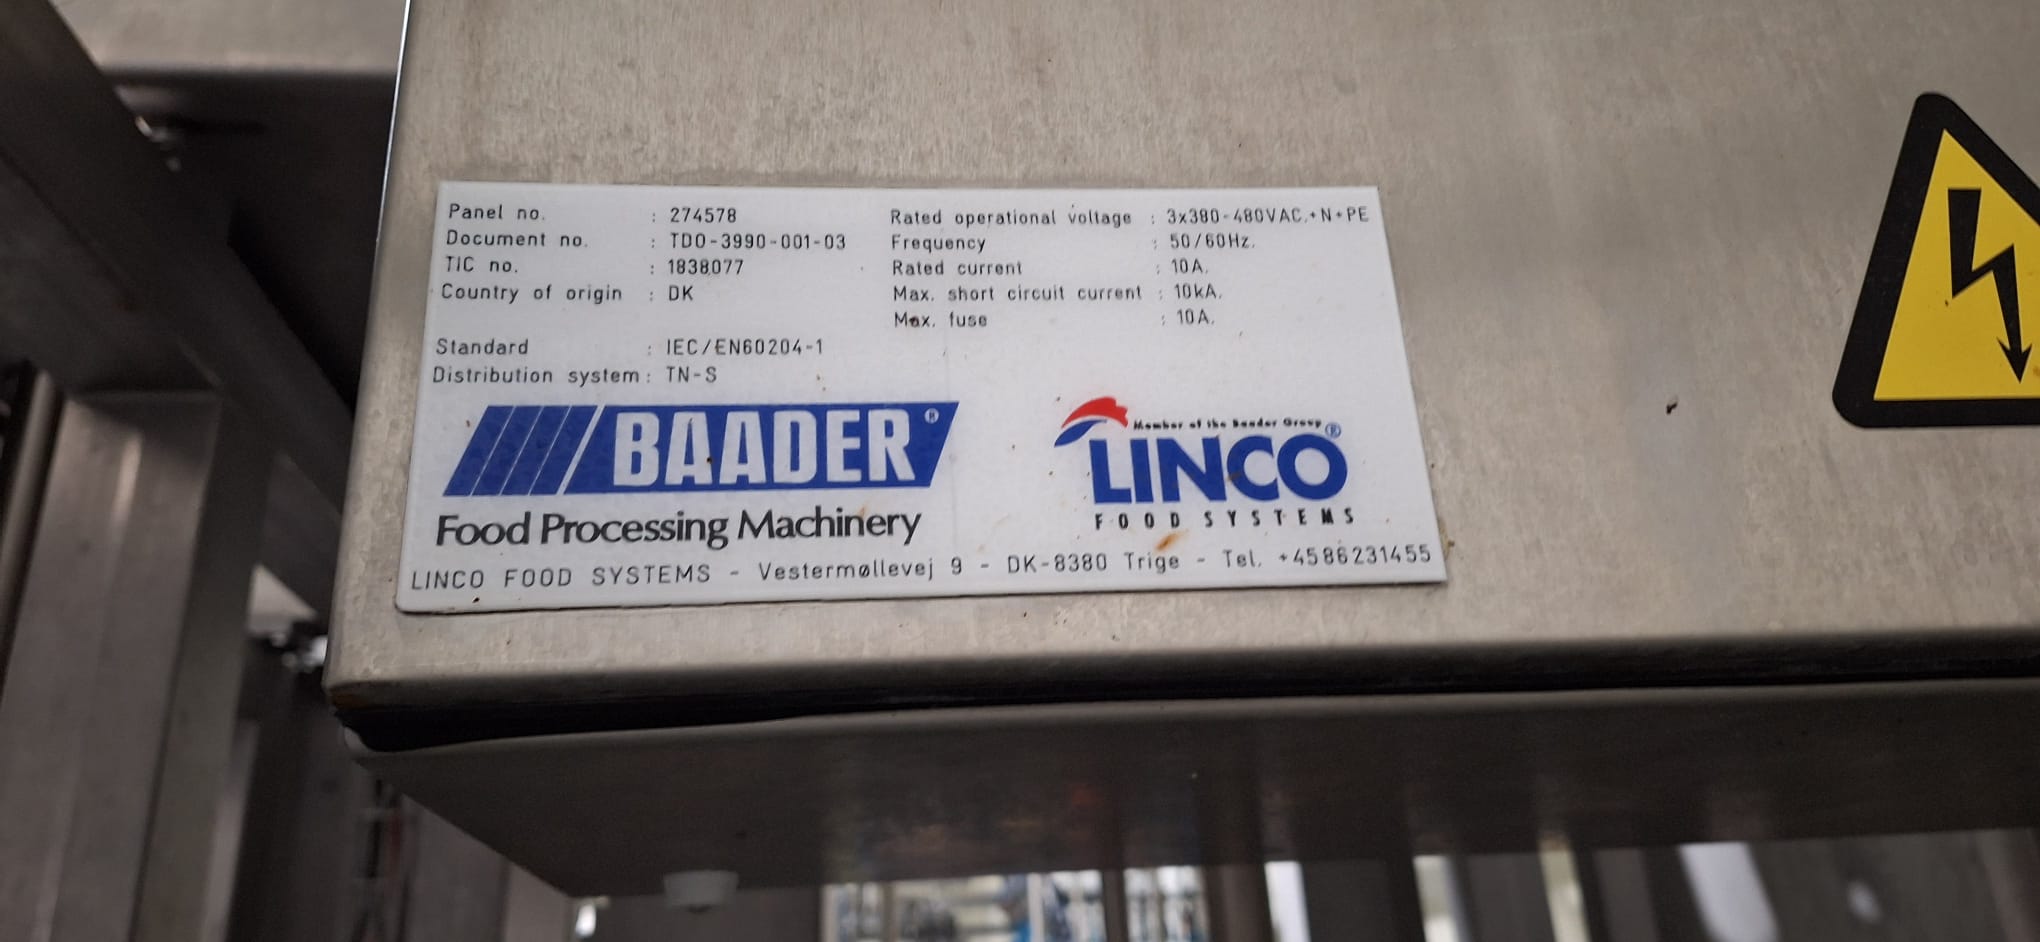 Panel no. : 274578
Document no. : TDO-3990-001-03
TIC no. : 1838077
Country of origin : DK
Standard : IEC/EN60204-1
Distribution system : TN-S
Rated operational voltage : 3x380-480VAC.+N+PE
Frequency : 50/60Hz.
Rated current : 10A.
Max. short circuit current : 10kA.
Max. fuse : 10A.
BAADER®
Food Processing Machinery
Member of the Baader Group
LINCO®
FOOD SYSTEMS
LINCO FOOD SYSTEMS - Vestermøllevej 9 - DK-8380 Trige - Tel. +4586231455